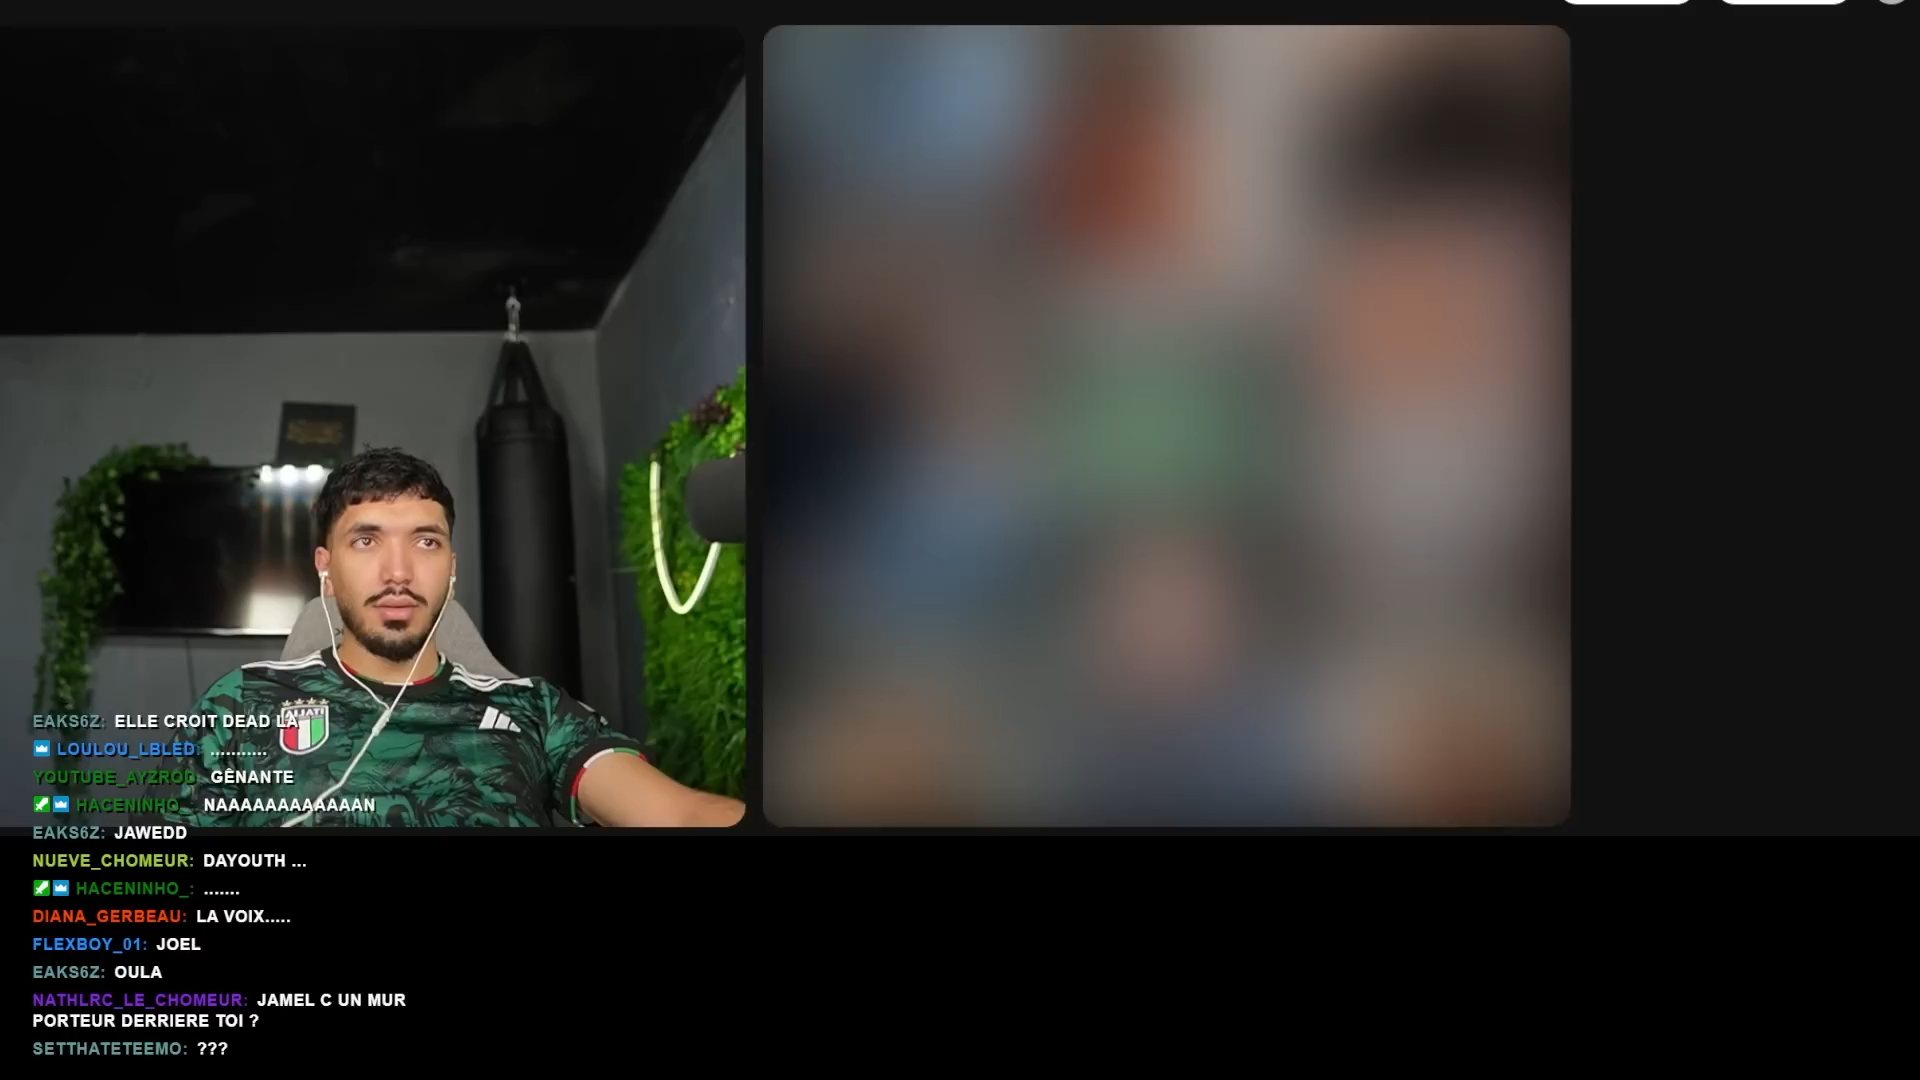 ALJATI
EAKS6Z: ELLE CROIT DEAD LA
LOULOU_LBLED: ...........
YOUTUBE_AYZROD: GÊNANTE
HACENINHO_: NAAAAAAAAAAAAN
EAKS6Z: JAWEDD
NUEVE_CHOMEUR: DAYOUTH ...
HACENINHO_: .......
DIANA_GERBEAU: LA VOIX.....
FLEXBOY_01: JOEL
EAKS6Z: OULA
NATHLRC_LE_CHOMEUR: JAMEL C UN MUR
PORTEUR DERRIERE TOI ?
SETTHATETEEMO: ???